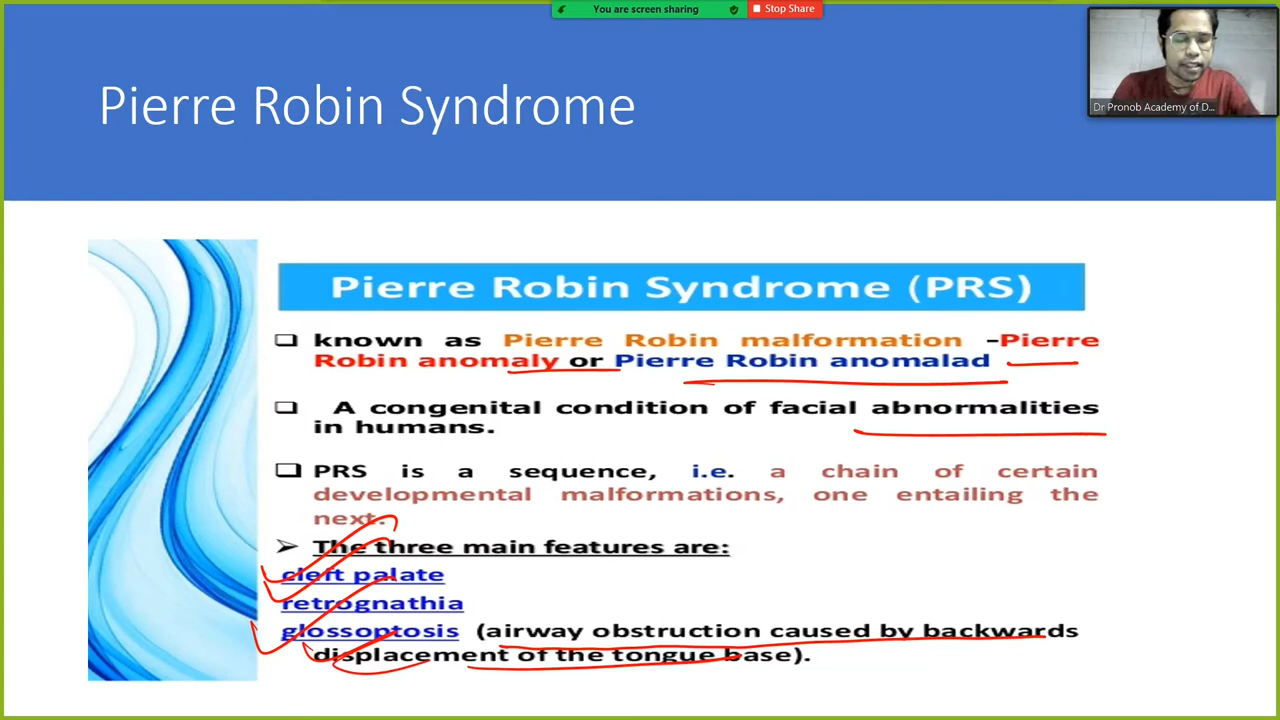 You are screen sharing
Stop Share
Dr Pronob Academy of D...
Pierre Robin Syndrome
Pierre Robin Syndrome (PRS)
known as Pierre Robin malformation –Pierre
Robin anomaly or Pierre Robin anomalad
A congenital condition of facial abnormalities
in humans.
PRS is a sequence, i.e. a chain of certain
developmental malformations, one entailing the
next.
The three main features are:
cleft palate
retrognathia
glossoptosis (airway obstruction caused by backwards
displacement of the tongue base).